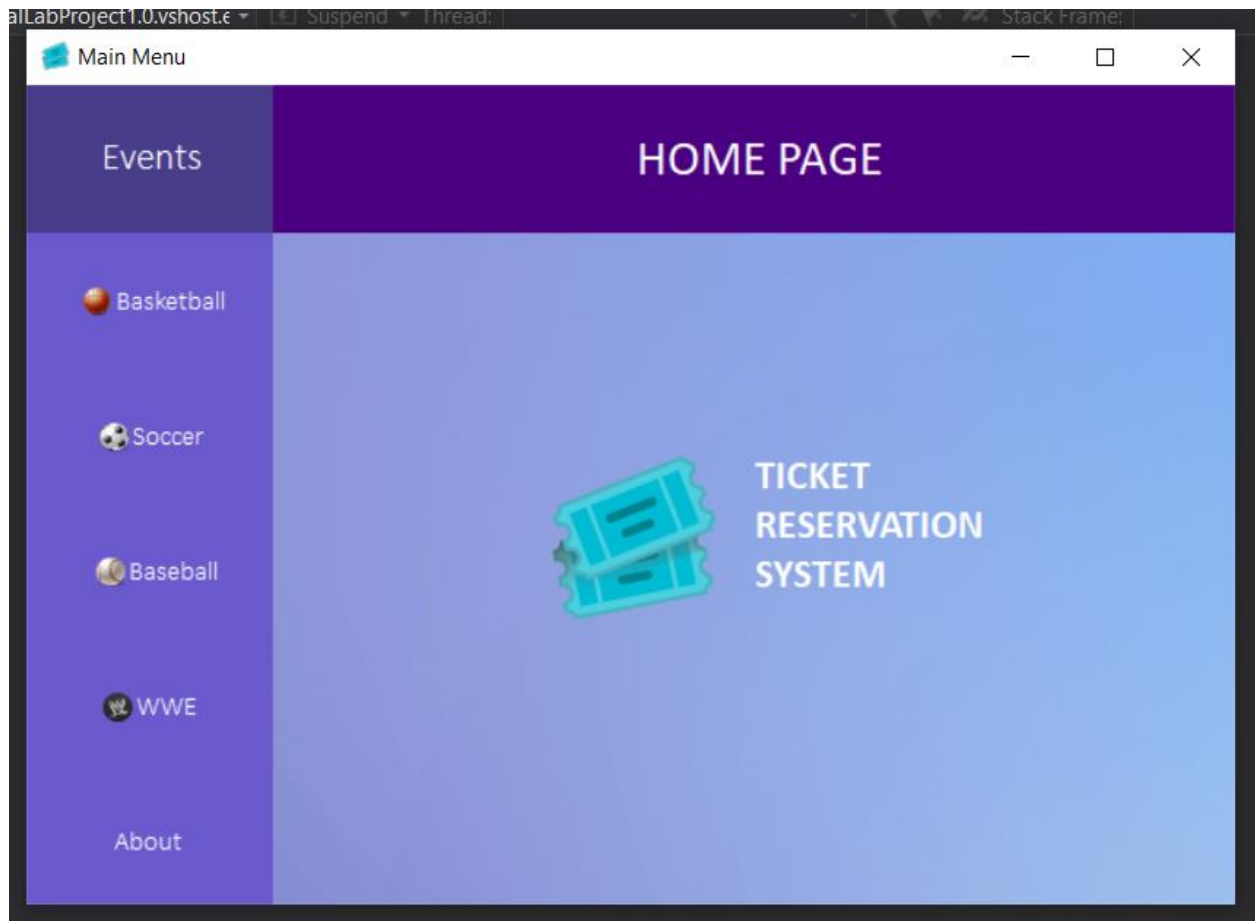 alLabProject1.0.vshost.e Suspend Thread: Stack Frame:
Main Menu
Events
HOME PAGE
Basketball
Soccer
Baseball
WWE
About
TICKET
RESERVATION
SYSTEM